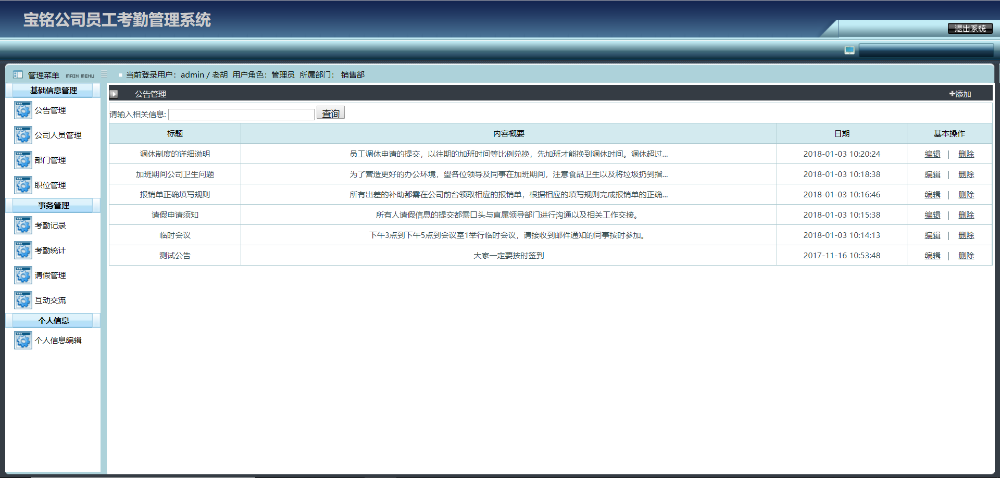 宝铭公司员工考勤管理系统
退出系统
管理菜单 MAIN MENU
当前登录用户：admin / 老胡 用户角色：管理员 所属部门： 销售部
基础信息管理
公告管理
公司人员管理
部门管理
职位管理
事务管理
考勤记录
考勤统计
请假管理
互动交流
个人信息
个人信息编辑
公告管理 添加
请输入相关信息: 查询
标题 内容概要 日期 基本操作
调休制度的详细说明 员工调休申请的提交，以往期的加班时间等比例兑换，先加班才能换到调休时间。调休超过... 2018-01-03 10:20:24 编辑 | 删除
加班期间公司卫生问题 为了营造更好的办公环境，望各位领导及同事在加班期间，注意食品卫生以及将垃圾扔到指... 2018-01-03 10:18:38 编辑 | 删除
报销单正确填写规则 所有出差的补助都需在公司前台领取相应的报销单，根据相应的填写规则完成报销单的正确... 2018-01-03 10:16:46 编辑 | 删除
请假申请须知 所有人请假信息的提交都需口头与直属领导部门进行沟通以及相关工作交接。 2018-01-03 10:15:38 编辑 | 删除
临时会议 下午3点到下午5点到会议室1举行临时会议，请接收到邮件通知的同事按时参加。 2018-01-03 10:14:13 编辑 | 删除
测试公告 大家一定要按时签到 2017-11-16 10:53:48 编辑 | 删除